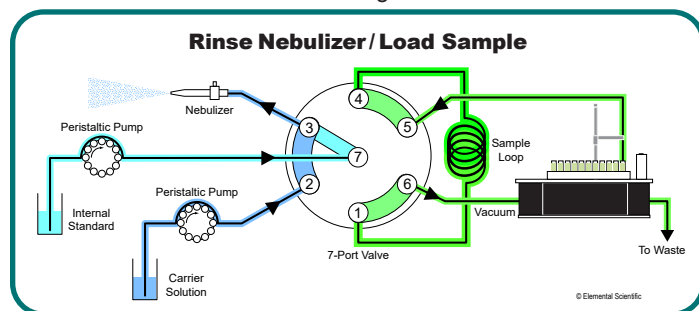 Rinse Nebulizer / Load Sample
Nebulizer
Peristaltic Pump
4
3
5
Sample
Loop
7
Peristaltic Pump
2
6
1
Internal
Standard
Vacuum
7-Port Valve
To Waste
Carrier
Solution
© Elemental Scientific